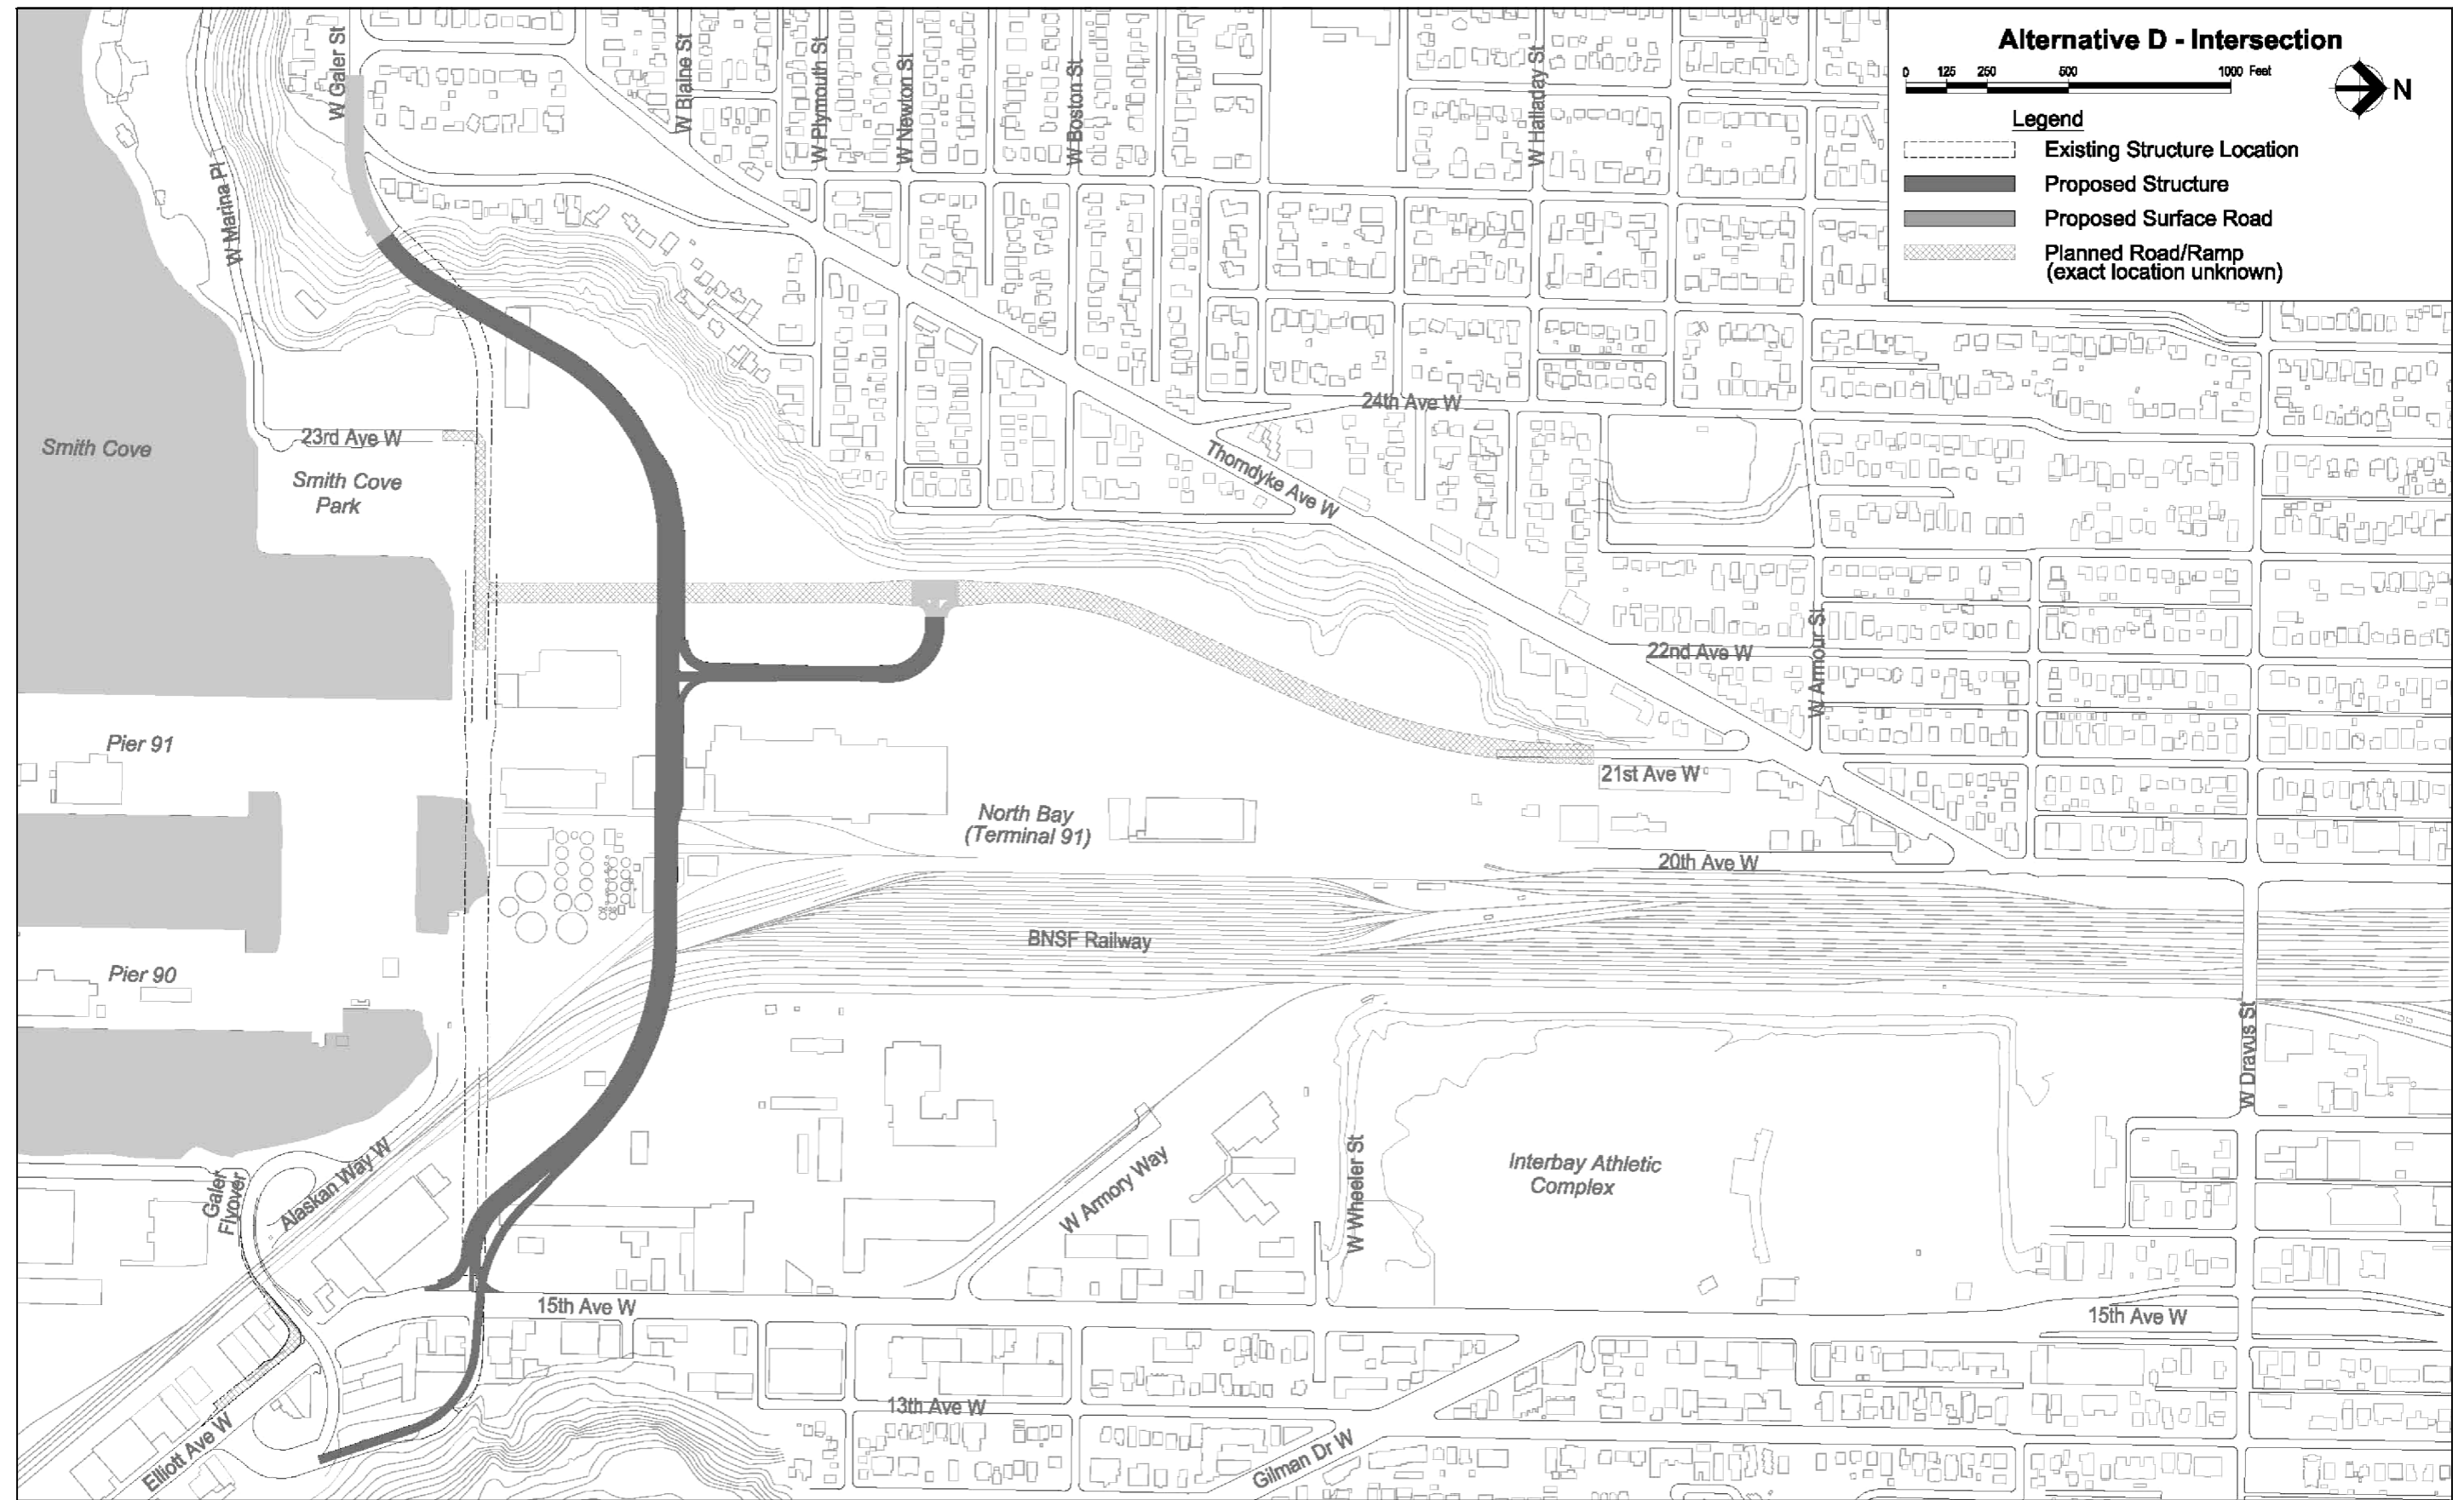 Alternative D - Intersection
0 125 250 500 1000 Feet
N
Legend
Existing Structure Location
Proposed Structure
Proposed Surface Road
Planned Road/Ramp
(exact location unknown)
W Galer St
W Blaine St
W Plymouth St
W Newton St
W Boston St
W Halladay St
W Marina Pl
24th Ave W
Smith Cove
23rd Ave W
Smith Cove
Park
Thorndyke Ave W
22nd Ave W
W Armour St
Pier 91
21st Ave W
North Bay
(Terminal 91)
20th Ave W
BNSF Railway
Pier 90
W Dravus St
Galer
Flyover
Alaskan Way W
W Armory Way
W Wheeler St
Interbay Athletic
Complex
15th Ave W
15th Ave W
13th Ave W
Elliott Ave W
Gilman Dr W